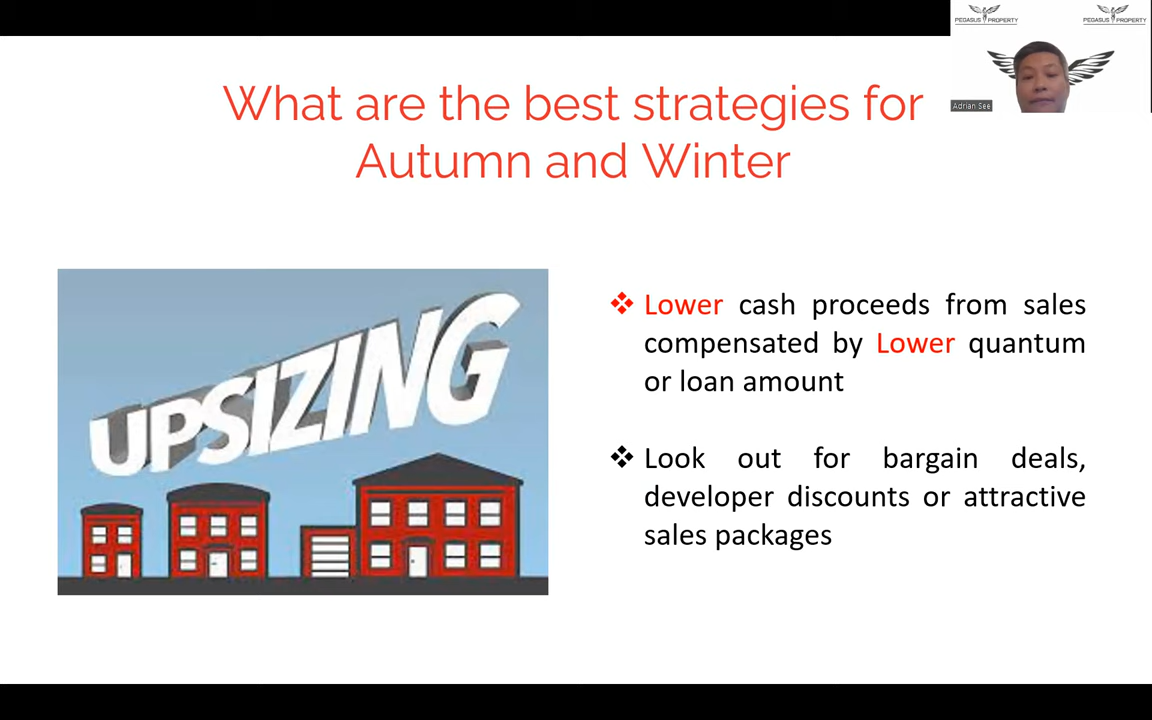 PEGASUS PROPERTY
PEGASUS PROPERTY
Adrian See
What are the best strategies for
Autumn and Winter
UPSIZING
Lower cash proceeds from sales
compensated by Lower quantum
or loan amount
Look out for bargain deals,
developer discounts or attractive
sales packages